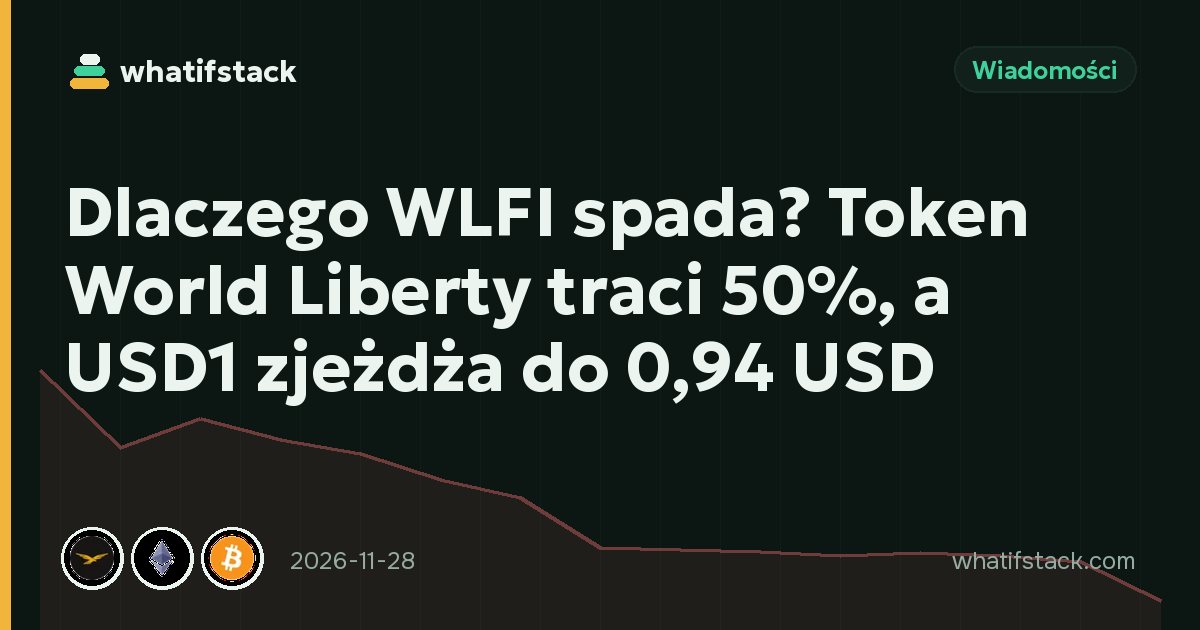 whatifstack
Wiadomości
Dlaczego WLFI spada? Token
World Liberty traci 50%, a
USD1 zjeżdża do 0,94 USD
2026-11-28
whatifstack.com